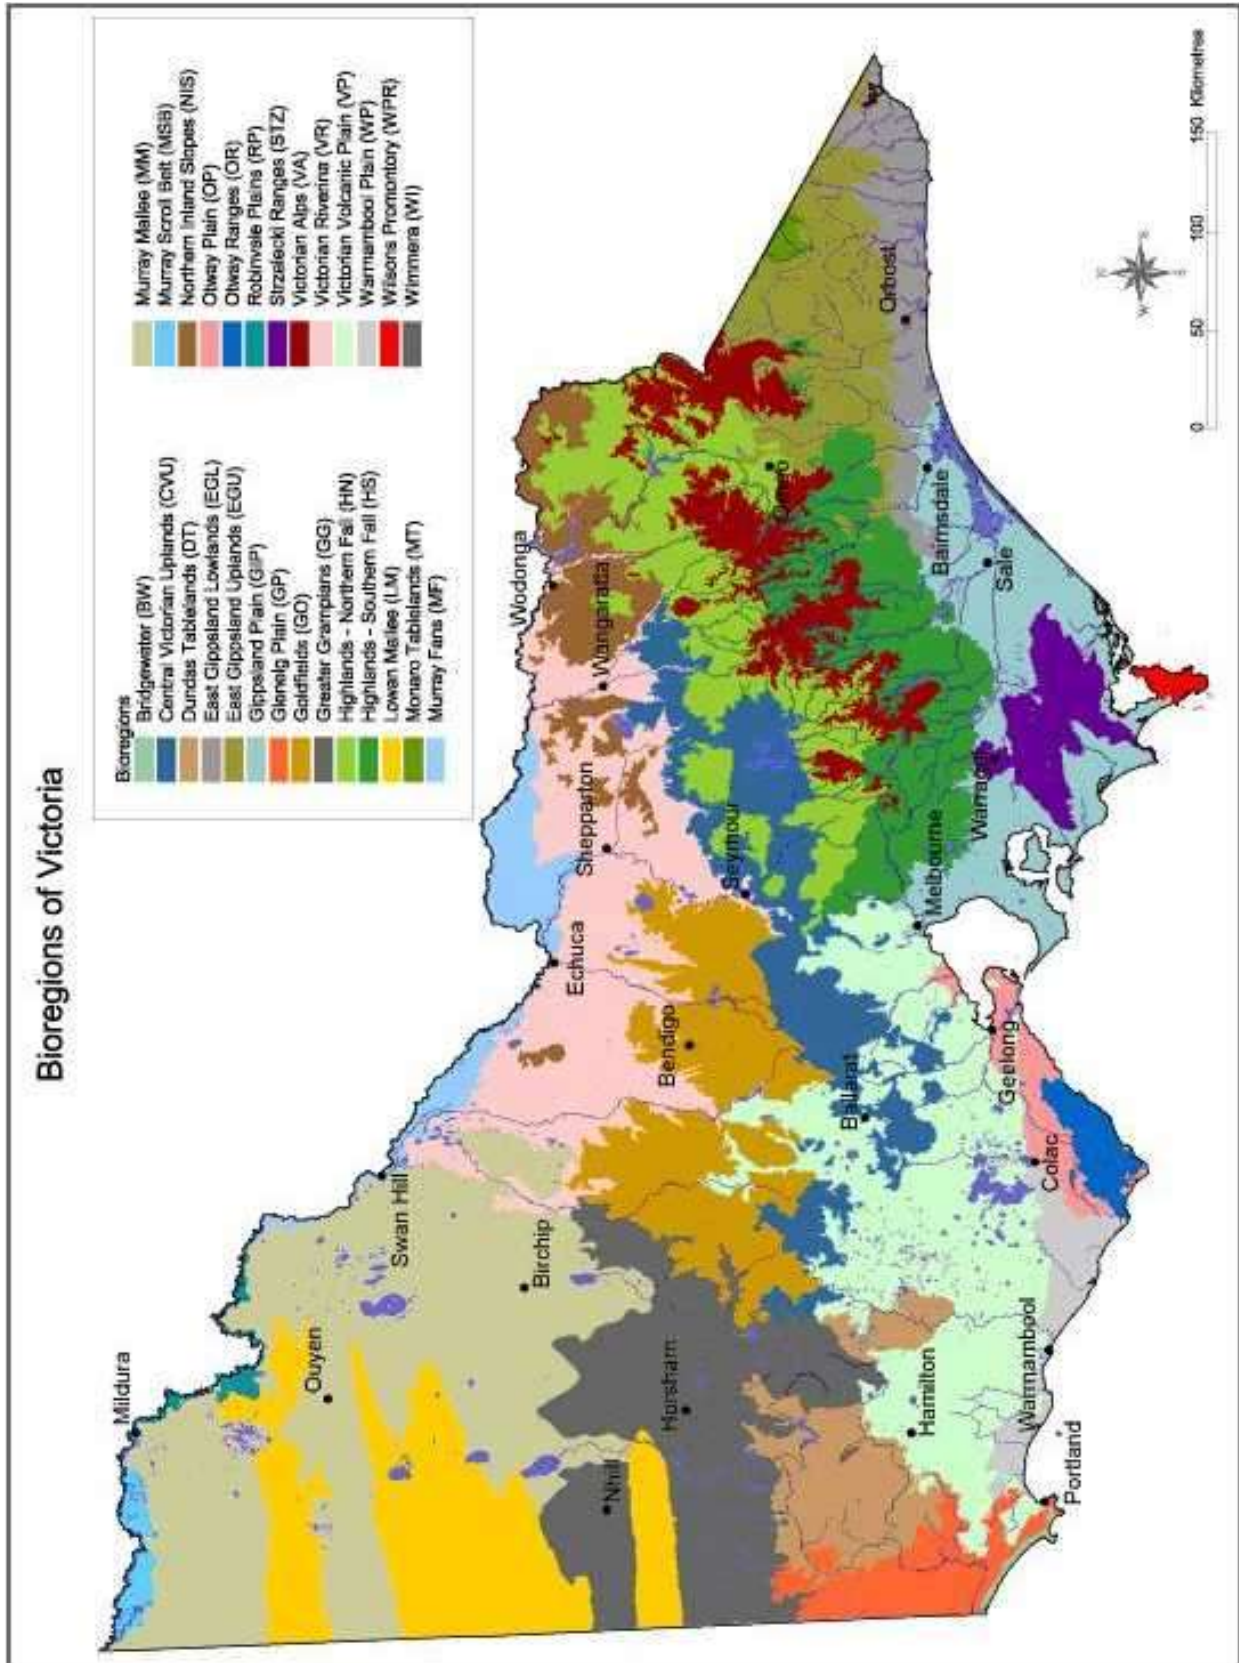 Bioregions of Victoria
Bioregions
Bridgewater (BW)
Central Victorian Uplands (CVU)
Dundas Tablelands (DT)
East Gippsland Lowlands (EGL)
East Gippsland Uplands (EGU)
Gippsland Plain (GIP)
Glenelg Plain (GP)
Goldfields (GO)
Greater Grampians (GG)
Highlands - Northern Fall (HN)
Highlands - Southern Fall (HS)
Lowan Mallee (LM)
Monaro Tablelands (MT)
Murray Fans (MF)
Murray Mallee (MM)
Murray Scroll Belt (MSB)
Northern Inland Slopes (NIS)
Otway Plain (OP)
Otway Ranges (OR)
Robinvale Plains (RP)
Strzelecki Ranges (STZ)
Victorian Alps (VA)
Victorian Riverina (VR)
Victorian Volcanic Plain (VP)
Warrnambool Plain (WP)
Wilsons Promontory (WPR)
Wimmera (WI)
Mildura
Ouyen
Swan Hill
Birchip
Echuca
Wodonga
Nhill
Shepparton
Wangaratta
Horsham
Bendigo
Seymour
Omeo
Ballarat
Hamilton
Melbourne
Orbost
Bairnsdale
Warragul
Sale
Geelong
Colac
Warrnambool
Portland
N
W E
S
0 50 100 150 Kilometres